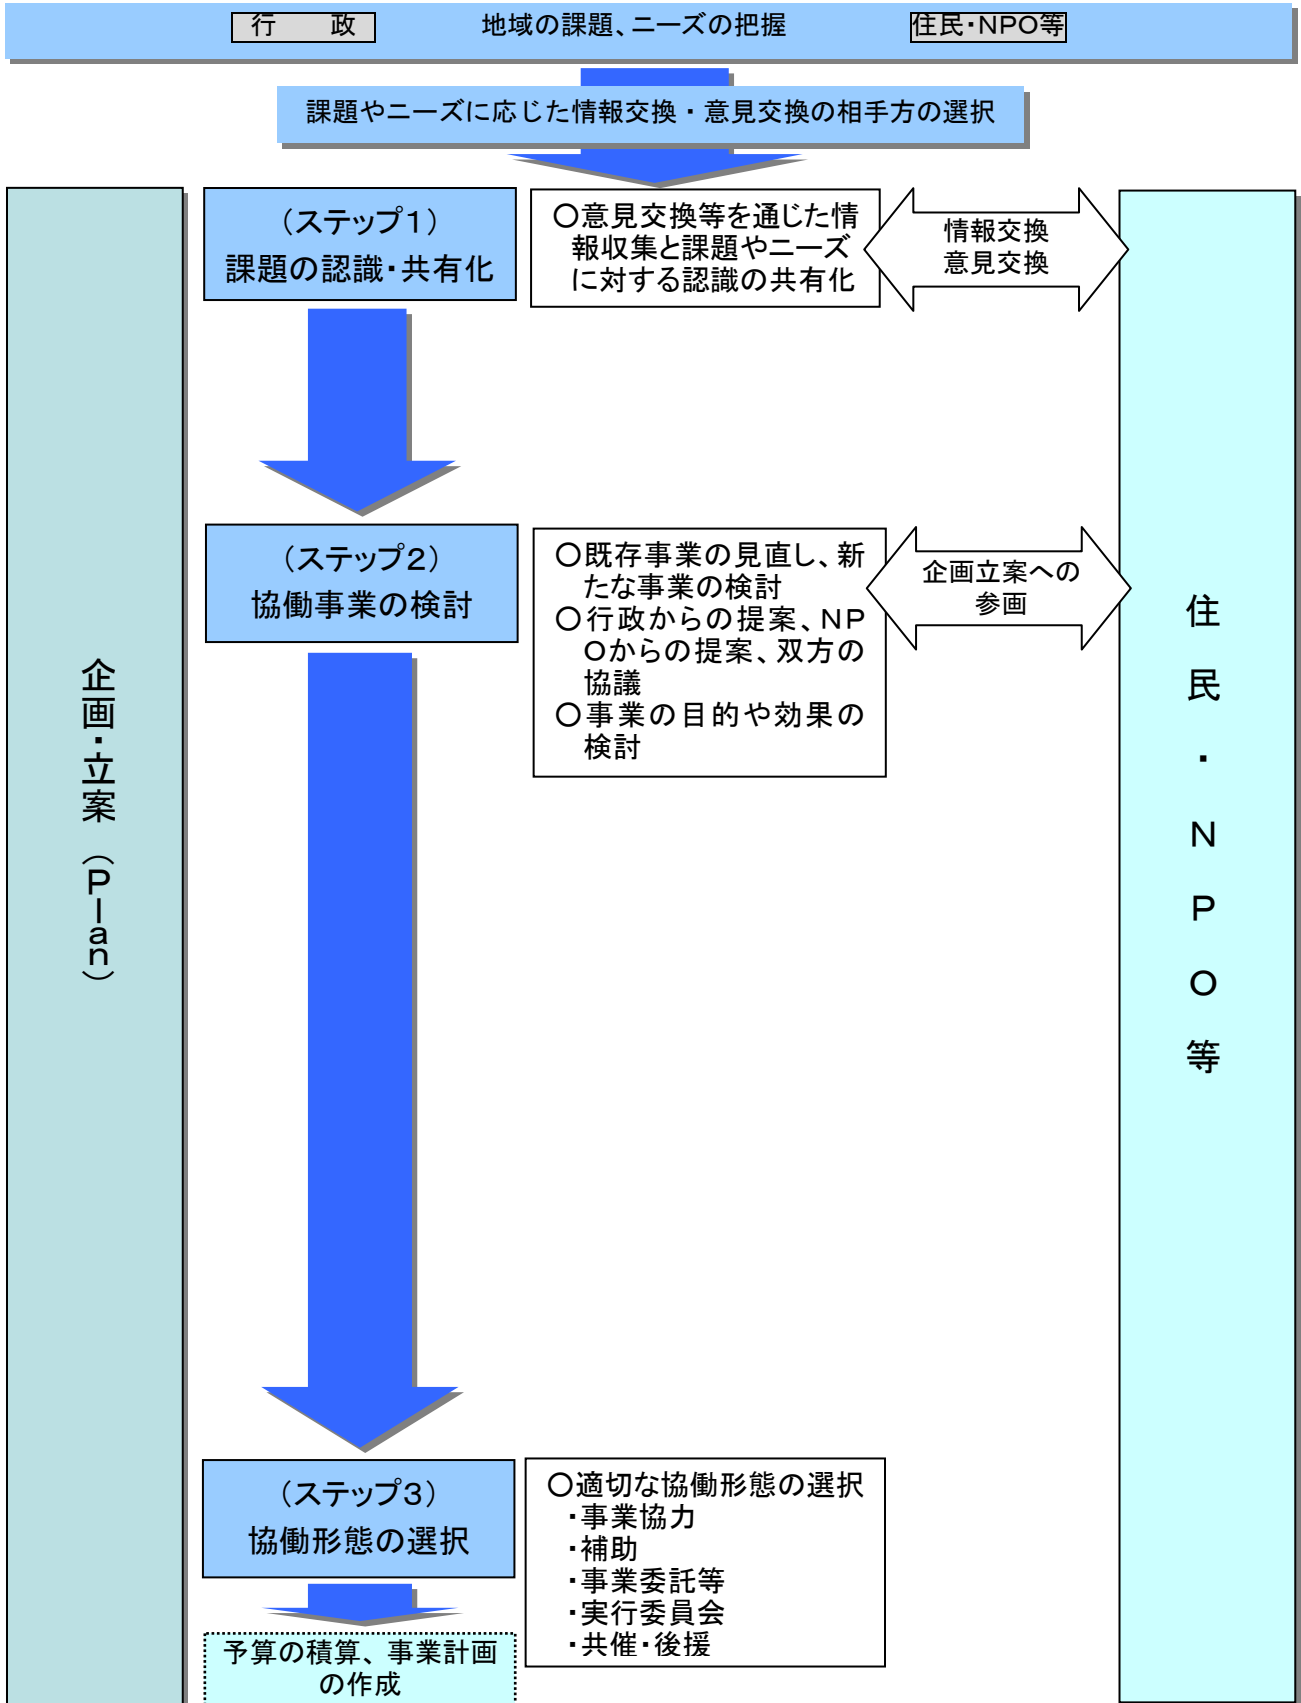 行　　政　　地域の課題、ニーズの把握　　住民・NPO等
課題やニーズに応じた情報交換・意見交換の相手方の選択
（ステップ１）
課題の認識・共有化
○意見交換等を通じた情
報収集と課題やニーズ
に対する認識の共有化
情報交換
意見交換
（ステップ２）
協働事業の検討
○既存事業の見直し、新
たな事業の検討
○行政からの提案、NP
Oからの提案、双方の
協議
○事業の目的や効果の
検討
企画立案への
参画
企画・立案（Plan）
住民・NPO等
（ステップ３）
協働形態の選択
○適切な協働形態の選択
・事業協力
・補助
・事業委託等
・実行委員会
・共催・後援
予算の積算、事業計画
の作成